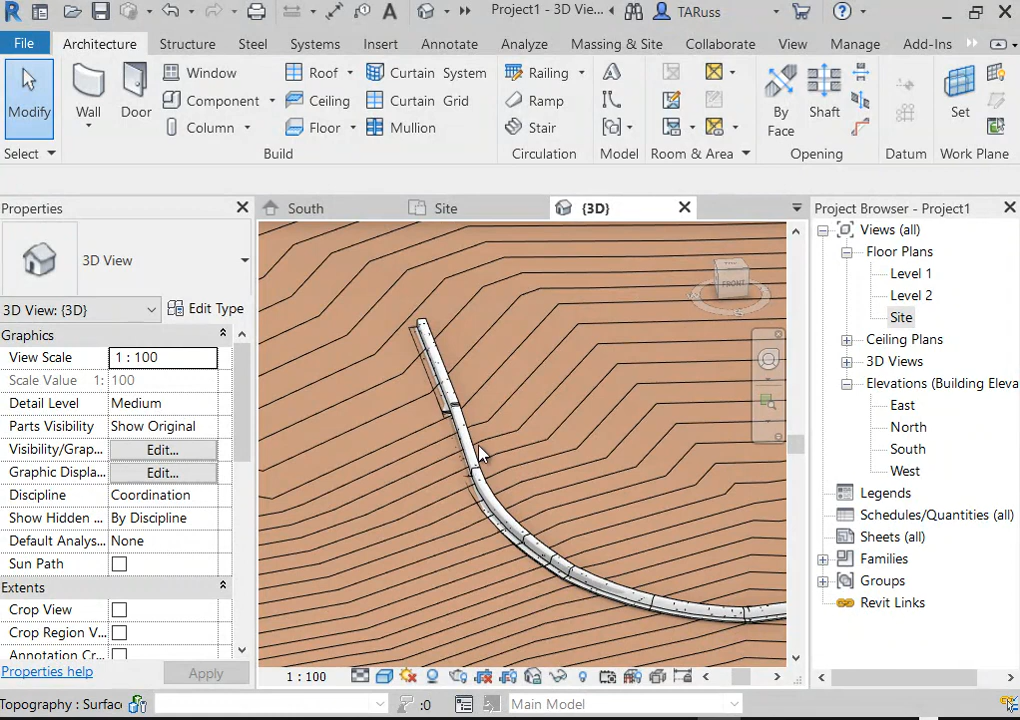 Project1 - 3D Vie...
TARuss
File
Architecture
Structure
Steel
Systems
Insert
Annotate
Analyze
Massing & Site
Collaborate
View
Manage
Add-Ins
Modify
Wall
Door
Window
Component
Column
Roof
Ceiling
Floor
Curtain System
Curtain Grid
Mullion
Railing
Ramp
Stair
By
Face
Shaft
Set
Select
Build
Circulation
Model
Room & Area
Opening
Datum
Work Plane
Properties
South
Site
{3D}
Project Browser - Project1
3D View
3D View: {3D}
Edit Type
Graphics
View Scale
1 : 100
Scale Value 1:
100
Detail Level
Medium
Parts Visibility
Show Original
Visibility/Grap...
Edit...
Graphic Displa...
Edit...
Discipline
Coordination
Show Hidden ...
By Discipline
Default Analys...
None
Sun Path
Extents
Crop View
Crop Region V...
Annotation Cr...
Properties help
Apply
FRONT
Views (all)
Floor Plans
Level 1
Level 2
Site
Ceiling Plans
3D Views
Elevations (Building Eleva
East
North
South
West
Legends
Schedules/Quantities (all)
Sheets (all)
Families
Groups
Revit Links
1 : 100
Topography : Surfac
:0
Main Model